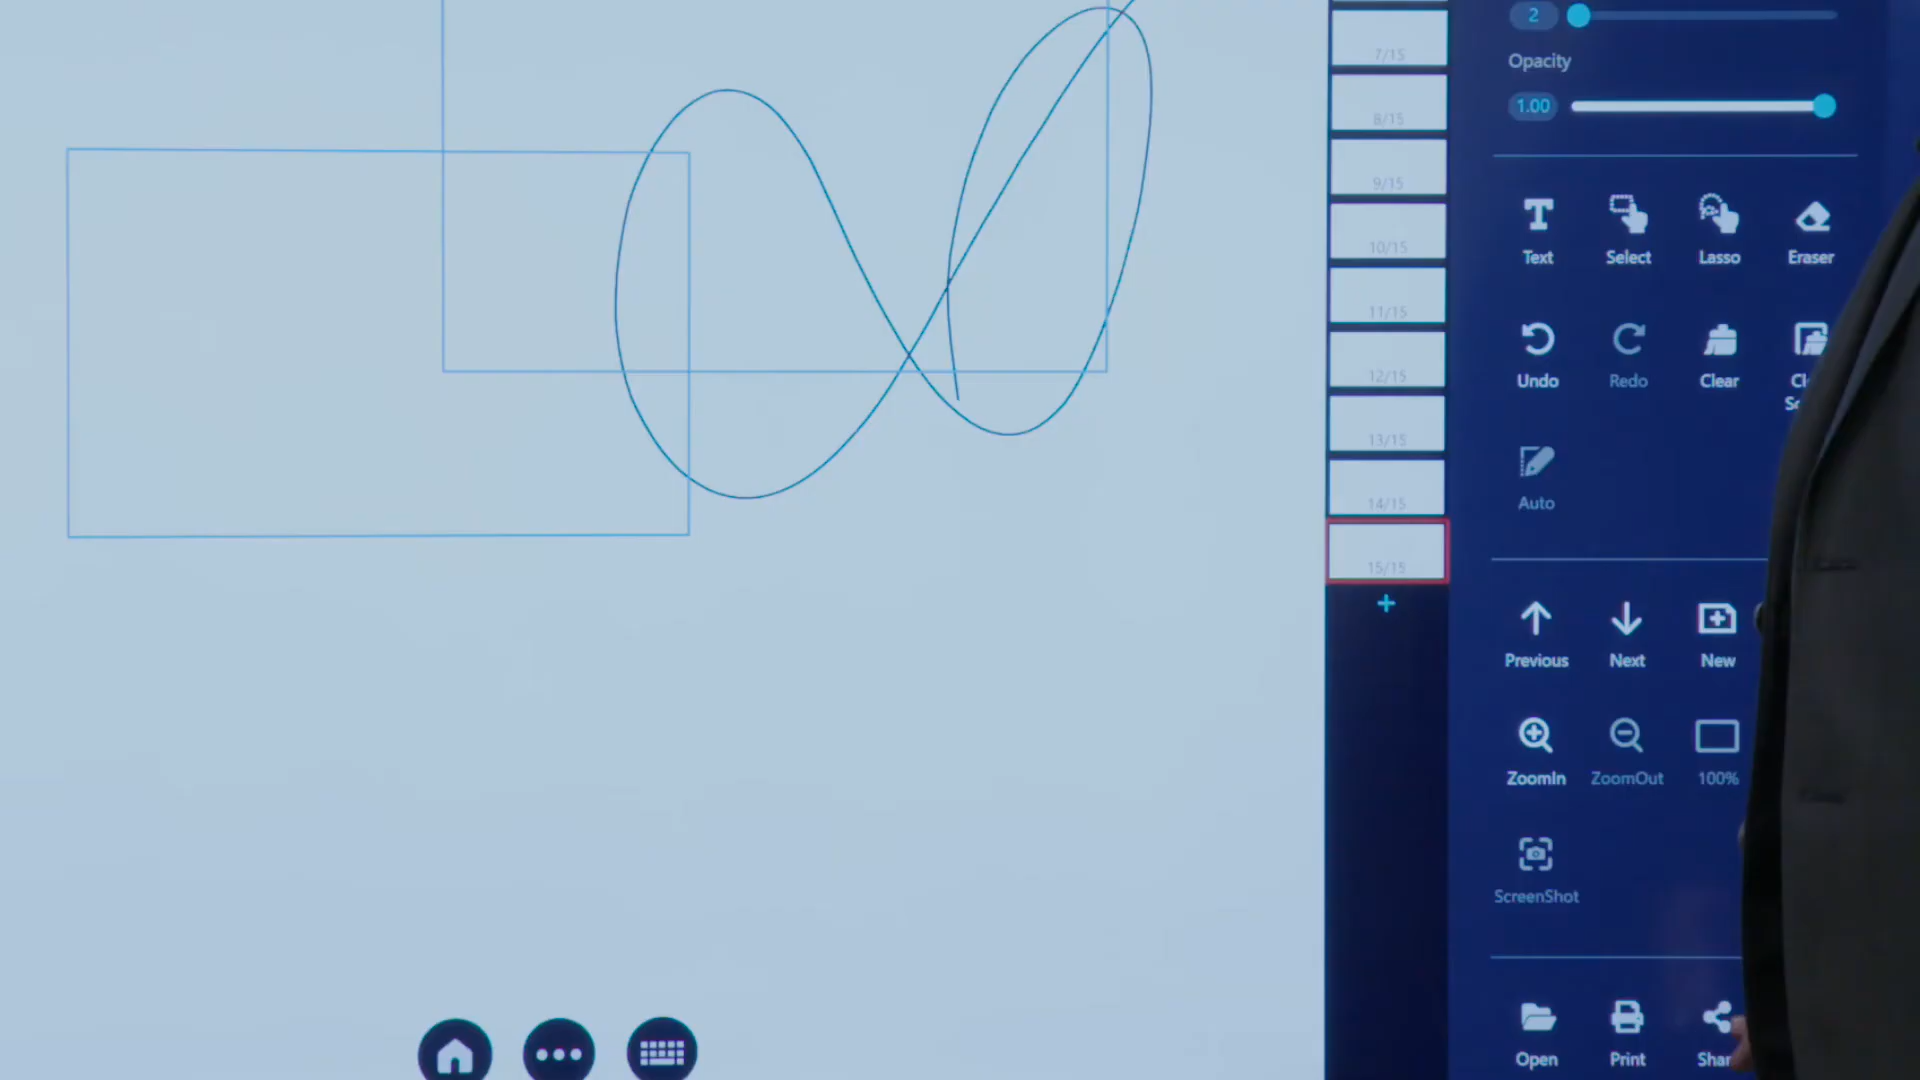 7/15
8/15
9/15
10/15
11/15
12/15
13/15
14/15
15/15
+
2
Opacity
1.00
Text Select Lasso Eraser
Undo Redo Clear
Auto
Previous Next New
ZoomIn ZoomOut 100%
ScreenShot
Open Print Shar